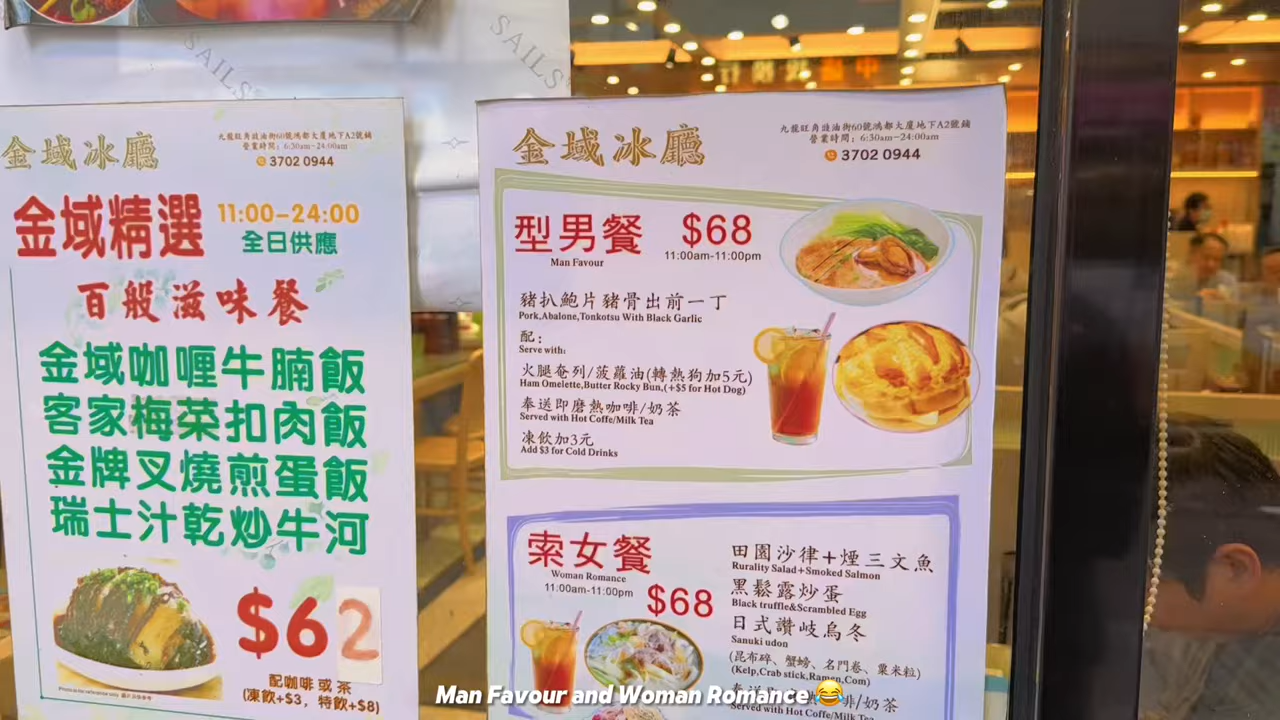 SAILS
SAILS
金域冰廳
九龍旺角豉油街60號鴻都大廈地下A2號鋪
營業時間：6:30am-24:00am
3702 0944
金域精選
11:00-24:00
全日供應
百般滋味餐
金域咖喱牛腩飯
客家梅菜扣肉飯
金牌叉燒煎蛋飯
瑞士汁乾炒牛河
$62
配咖啡 或 茶
(凍飲+$3, 特飲+$8)
金域冰廳
九龍旺角豉油街60號鴻都大廈地下A2號鋪
營業時間：6:30am-24:00am
3702 0944
型男餐 $68
Man Favour
11:00am-11:00pm
豬扒鮑片豬骨出前一丁
Pork,Abalone,Tonkotsu With Black Garlic
配：
Serve with:
火腿奄列/菠蘿油(轉熱狗加5元)
Ham Omelette,Butter Rocky Bun,(+$5 for Hot Dog)
奉送即磨熱咖啡/奶茶
Served with Hot Coffe/Milk Tea
凍飲加3元
Add $3 for Cold Drinks
索女餐
Woman Romance
11:00am-11:00pm
$68
田園沙律+煙三文魚
Rurality Salad+Smoked Salmon
黑鬆露炒蛋
Black truffle&Scrambled Egg
日式讚岐烏冬
Sanuki udon
(昆布碎、蟹螃、名門卷、粟米粒)
(Kelp,Crab stick,Ramen,Com)
啡/奶茶
Served with Hot Coffe/Milk Tea
Man Favour and Woman Romance 😂